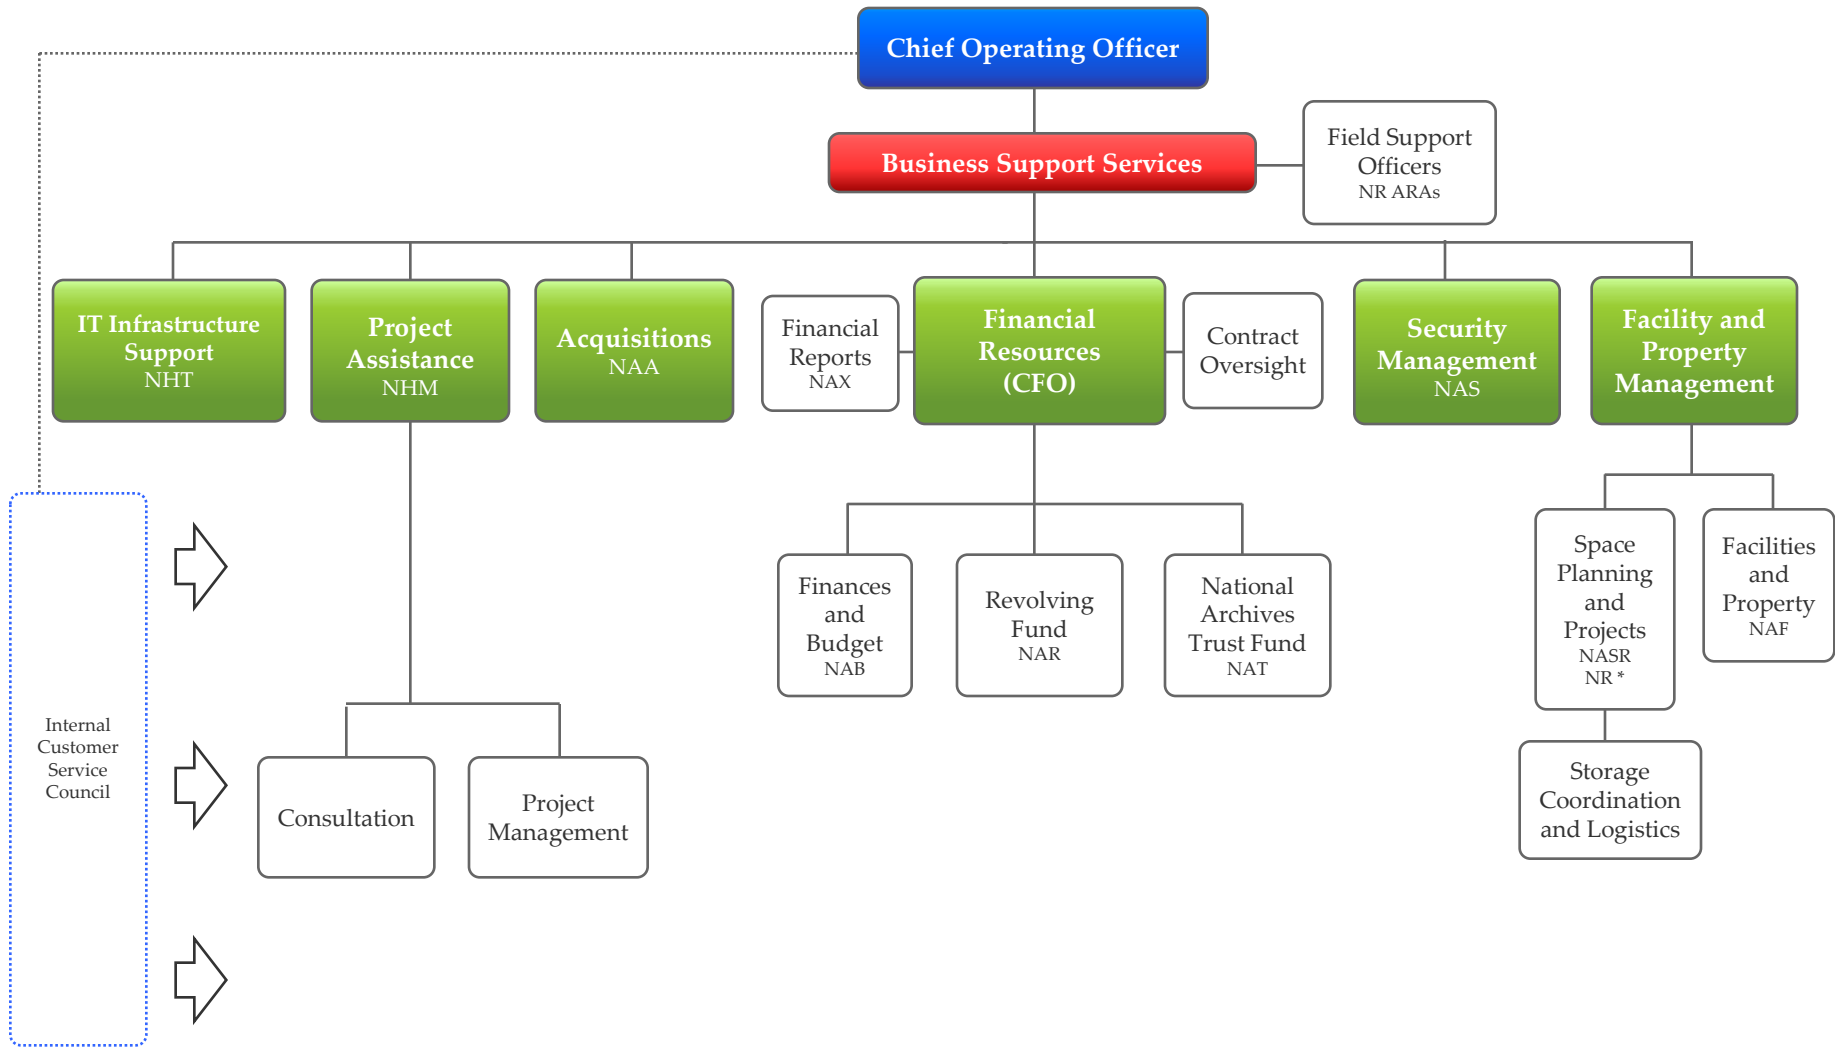 Chief Operating Officer
Business Support Services
Field Support
Officers
NR ARAs
IT Infrastructure
Support
NHT
Project
Assistance
NHM
Acquisitions
NAA
Financial
Reports
NAX
Financial
Resources
(CFO)
Contract
Oversight
Security
Management
NAS
Facility and
Property
Management
Finances
and
Budget
NAB
Revolving
Fund
NAR
National
Archives
Trust Fund
NAT
Space
Planning
and
Projects
NASR
NR *
Facilities
and
Property
NAF
Internal
Customer
Service
Council
Consultation
Project
Management
Storage
Coordination
and Logistics